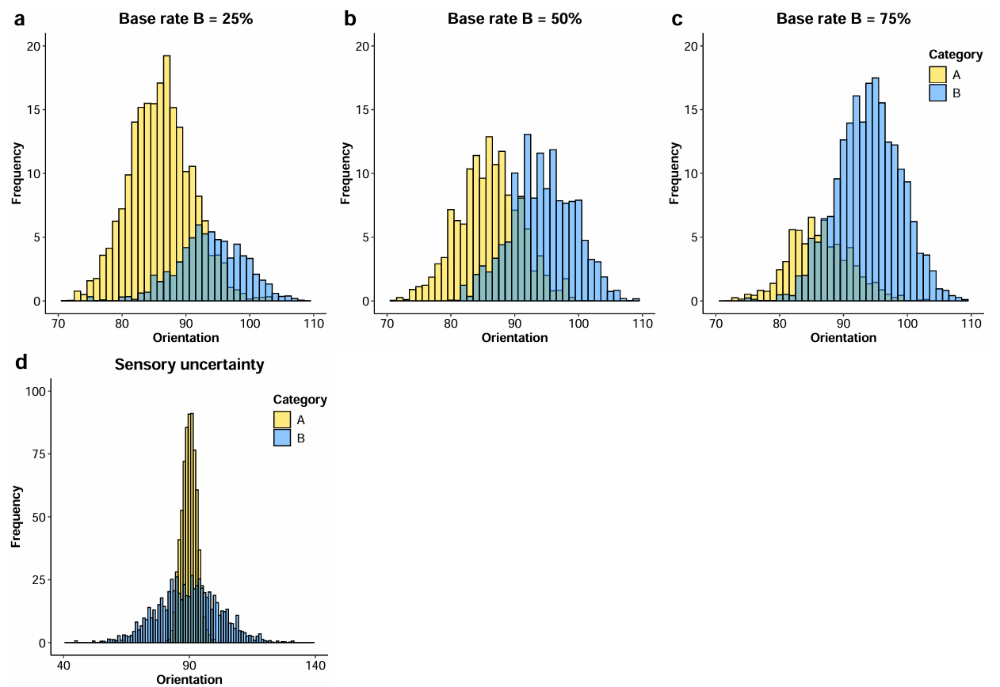 a
Base rate B = 25%
20
15
10
5
0
Frequency
70 80 90 100 110
Orientation
b
Base rate B = 50%
20
15
10
5
0
Frequency
70 80 90 100 110
Orientation
c
Base rate B = 75%
20
15
10
5
0
Frequency
70 80 90 100 110
Orientation
Category
A
B
d
Sensory uncertainty
100
75
50
25
0
Frequency
40 90 140
Orientation
Category
A
B